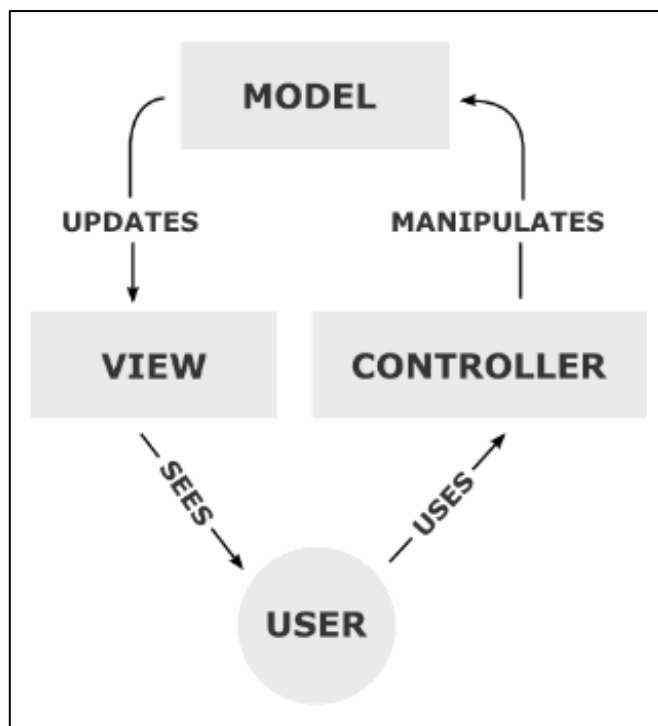 MODEL
UPDATES
MANIPULATES
VIEW
CONTROLLER
SEES
USES
USER